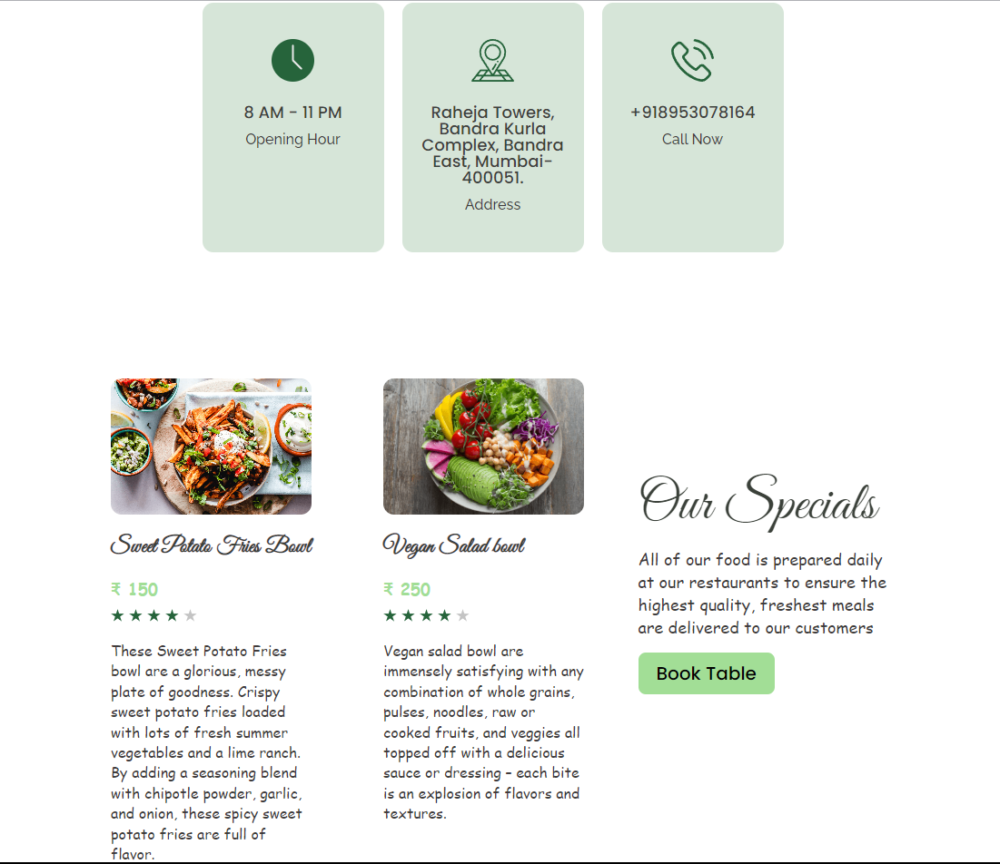 8 AM - 11 PM
Opening Hour
Raheja Towers,
Bandra Kurla
Complex, Bandra
East, Mumbai-
400051.
Address
+918953078164
Call Now
Sweet Potato Fries Bowl
₹ 150
These Sweet Potato Fries
bowl are a glorious, messy
plate of goodness. Crispy
sweet potato fries loaded
with lots of fresh summer
vegetables and a lime ranch.
By adding a seasoning blend
with chipotle powder, garlic,
and onion, these spicy sweet
potato fries are full of
flavor.
Vegan Salad bowl
₹ 250
Vegan salad bowl are
immensely satisfying with any
combination of whole grains,
pulses, noodles, raw or
cooked fruits, and veggies all
topped off with a delicious
sauce or dressing – each bite
is an explosion of flavors and
textures.
Our Specials
All of our food is prepared daily
at our restaurants to ensure the
highest quality, freshest meals
are delivered to our customers
Book Table